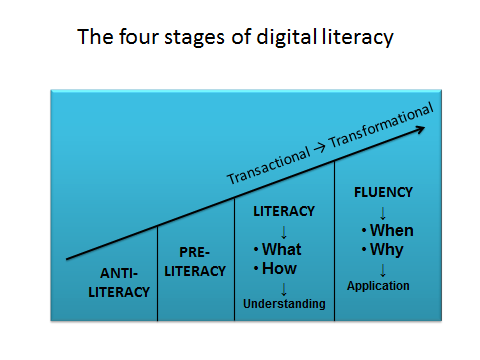 The four stages of digital literacy
Transactional → Transformational
ANTI-
LITERACY
PRE-
LITERACY
LITERACY
↓
• What
• How
↓
Understanding
FLUENCY
↓
• When
• Why
↓
Application